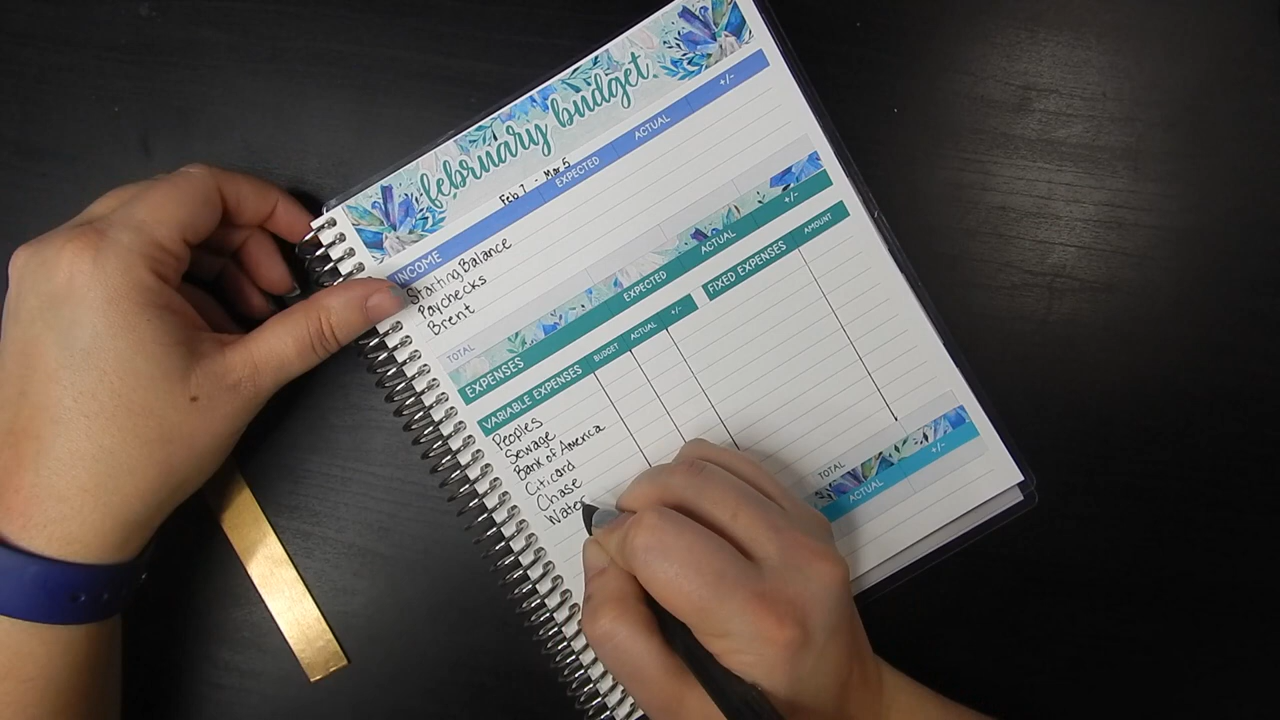 february budget
Feb 7 - Mar 5
INCOME EXPECTED ACTUAL +/-
Starting Balance
Paychecks
Brent
TOTAL
EXPENSES EXPECTED ACTUAL +/-
VARIABLE EXPENSES BUDGET ACTUAL +/-
Peoples
Sewage
Bank of America
Citicard
Chase
Water
FIXED EXPENSES AMOUNT
TOTAL
ACTUAL +/-